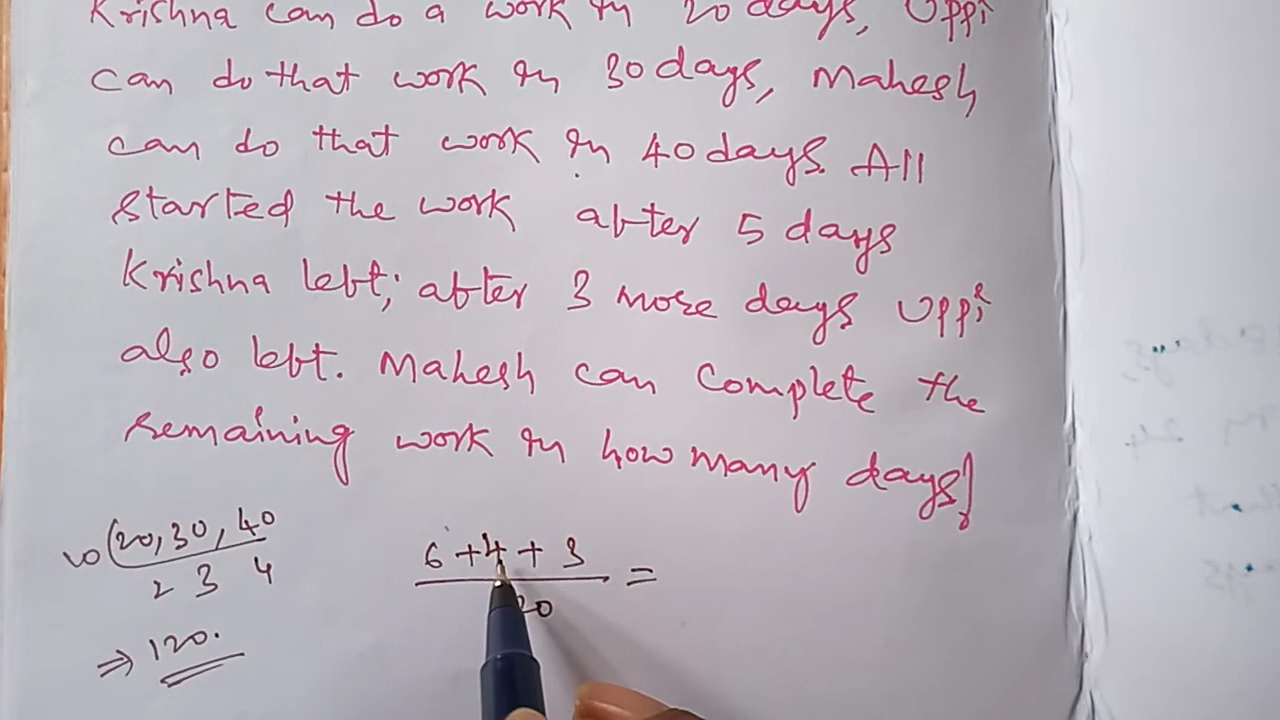 Krishna can do a work in 20 days, Uppi
can do that work in 30 days, Mahesh
can do that work in 40 days. All
started the work after 5 days
Krishna left; after 3 more days Uppi
also left. Mahesh can complete the
remaining work in how many days?
10(20,30,40
2 3 4
⇒ 120.
6+4+3
20 =